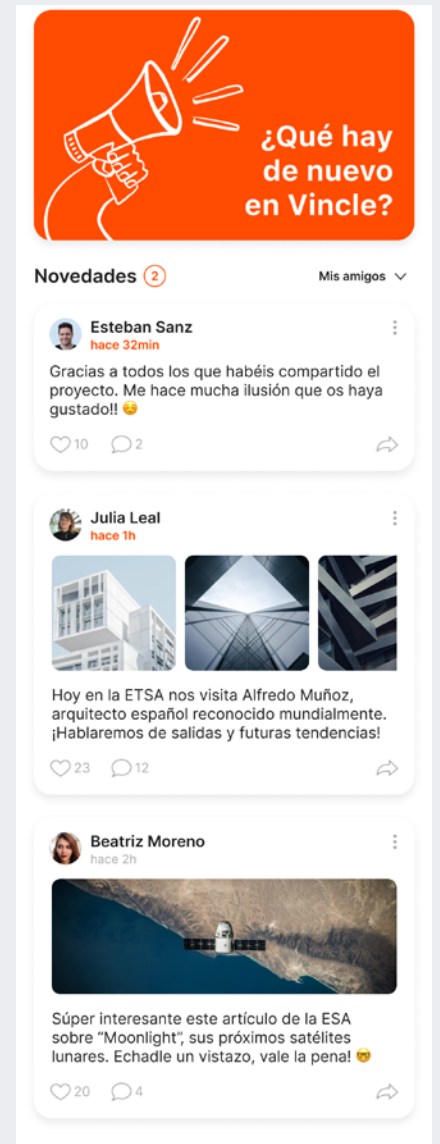 ¿Qué hay
de nuevo
en Vincle?
Novedades 2
Mis amigos
Esteban Sanz
hace 32min
Gracias a todos los que habéis compartido el
proyecto. Me hace mucha ilusión que os haya
gustado!! 😌
10 2
Julia Leal
hace 1h
Hoy en la ETSA nos visita Alfredo Muñoz,
arquitecto español reconocido mundialmente.
¡Hablaremos de salidas y futuras tendencias!
23 12
Beatriz Moreno
hace 2h
Súper interesante este artículo de la ESA
sobre “Moonlight”, sus próximos satélites
lunares. Echadle un vistazo, vale la pena! 🤓
20 4